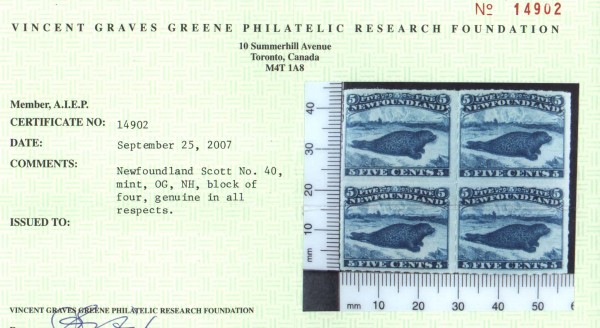 Nº 14902
VINCENT GRAVES GREENE PHILATELIC RESEARCH FOUNDATION
10 Summerhill Avenue
Toronto, Canada
M4T 1A8
Member, A.I.E.P.
CERTIFICATE NO: 14902
DATE: September 25, 2007
COMMENTS: Newfoundland Scott No. 40,
mint, OG, NH, block of
four, genuine in all
respects.
ISSUED TO:
VINCENT GRAVES GREENE PHILATELIC RESEARCH FOUNDATION
5 FIVE FIVE 5 5 FIVE FIVE 5
NEWFOUNDLAND NEWFOUNDLAND
5 FIVE CENTS 5 5 FIVE CENTS 5
5 FIVE FIVE 5 5 FIVE FIVE 5
NEWFOUNDLAND NEWFOUNDLAND
5 FIVE CENTS 5 5 FIVE CENTS 5
40
30
20
10
mm
mm 10 20 30 40 50